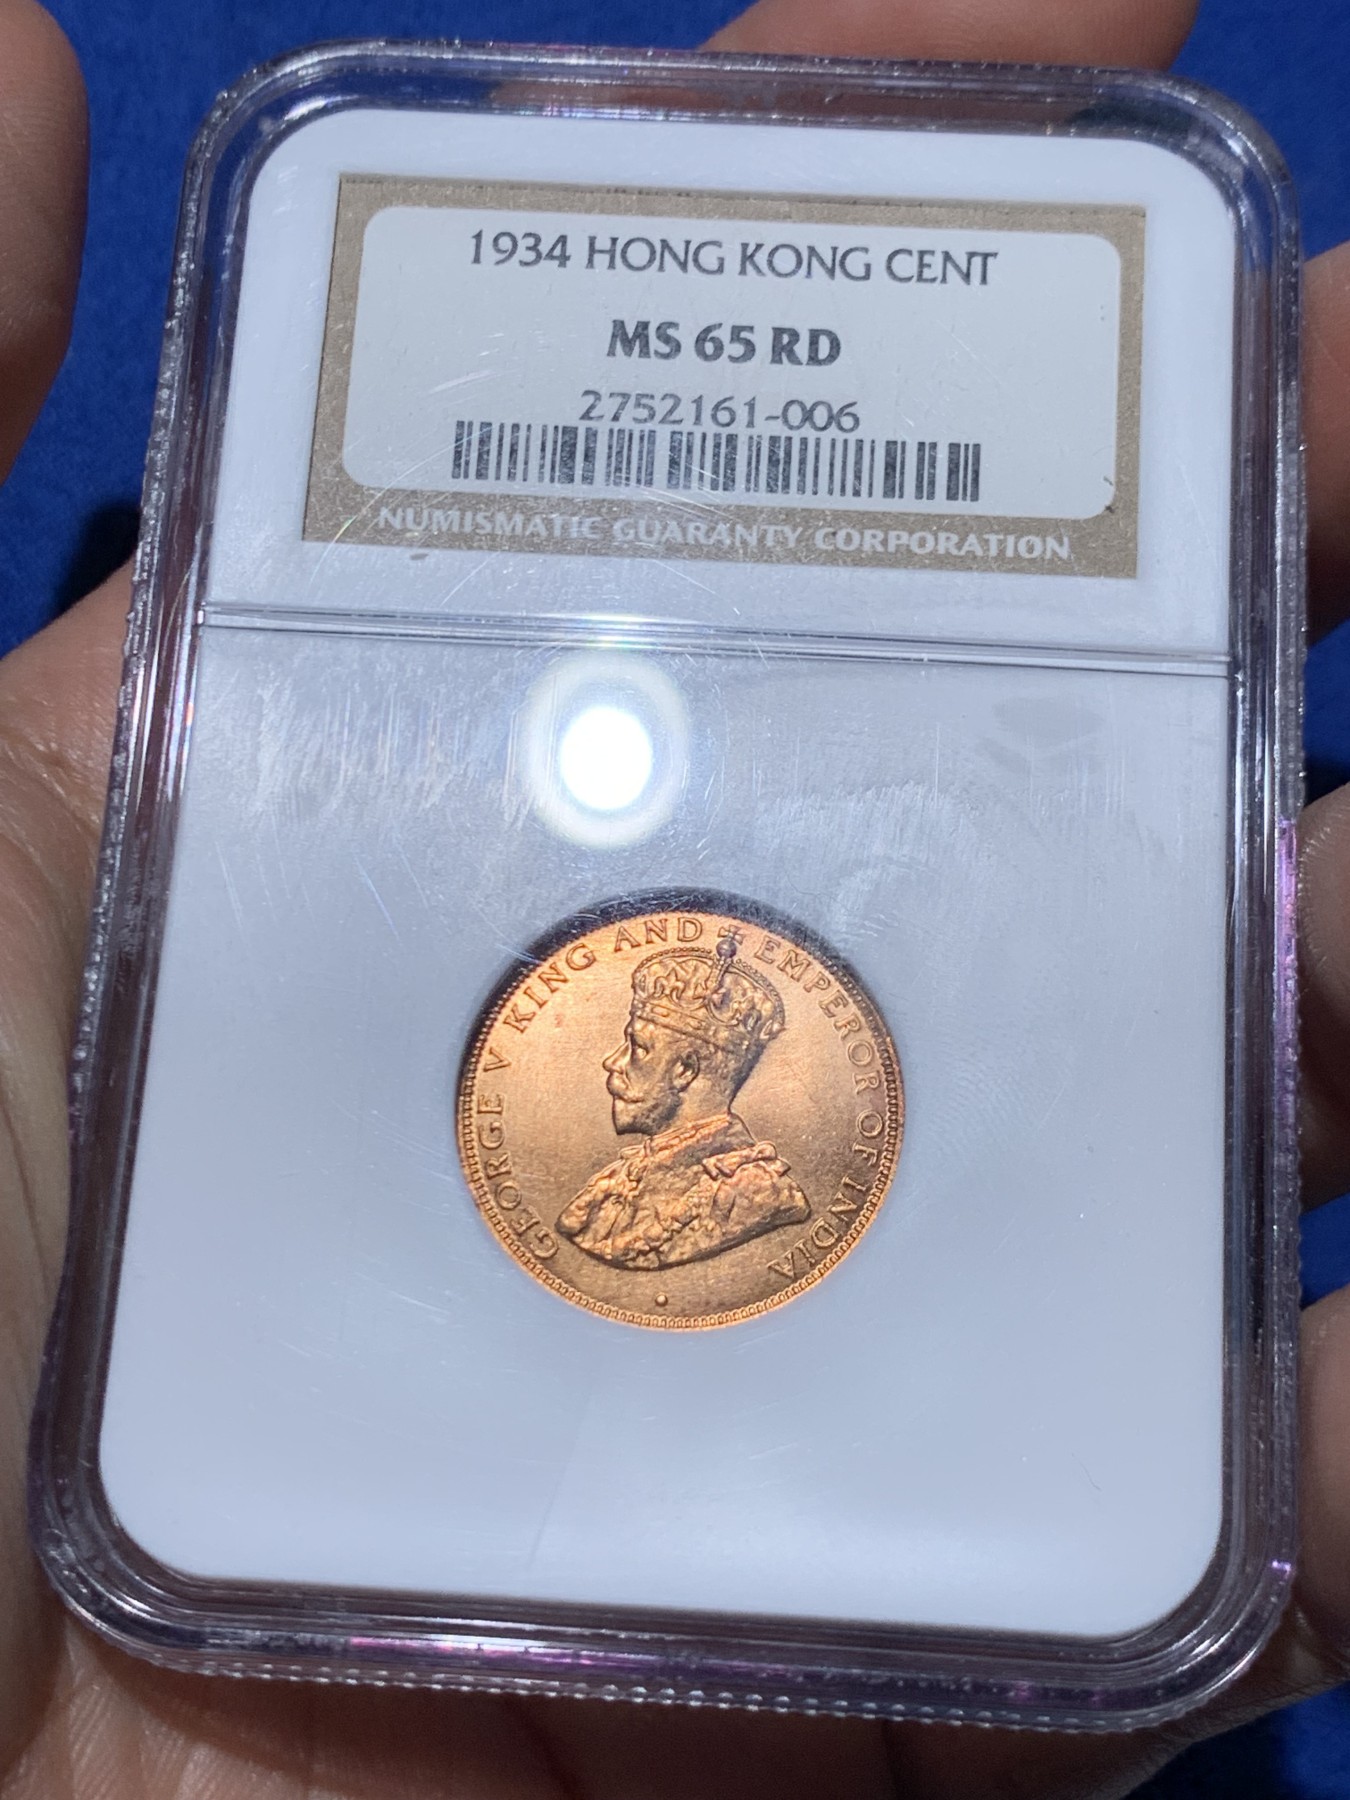 1934 HONG KONG CENT
MS 65 RD
2752161-006
NUMISMATIC GUARANTY CORPORATION
GEORGE V KING AND EMPEROR OF INDIA